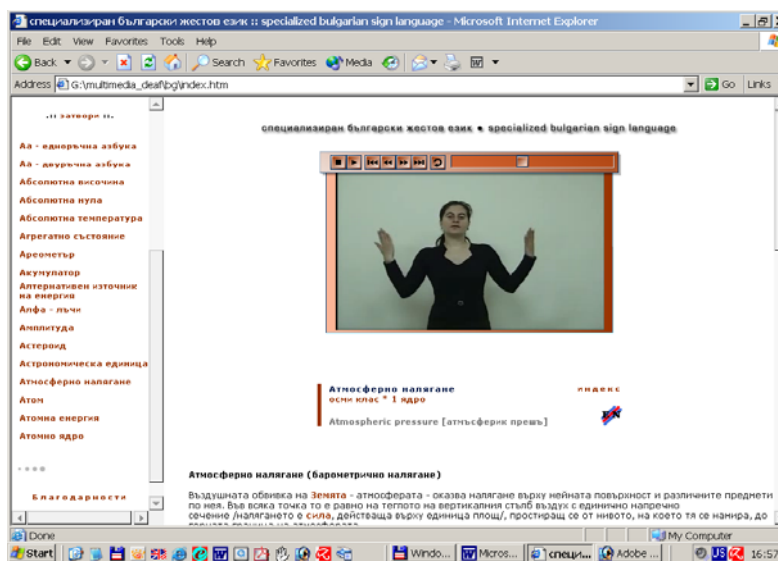 специализиран български жестов език :: specialized bulgarian sign language - Microsoft Internet Explorer
File Edit View Favorites Tools Help
Back Search Favorites Media
Address G:\multimedia_deaf\bg\index.htm Go Links
.:: затвори ::.
Аа - едноръчна азбука
Аа - двуръчна азбука
Абсолютна височина
Абсолютна нула
Абсолютна температура
Агрегатно състояние
Ареометър
Акумулатор
Алтернативен източник
на енергия
Алфа - лъчи
Амплитуда
Астероид
Астрономическа единица
Атмосферно налягане
Атом
Атомна енергия
Атомно ядро
Благодарности
специализиран български жестов език • specialized bulgarian sign language
Атмосферно налягане индекс
осми клас * 1 ядро
Atmospheric pressure [атмъсферик прешъ]
EN
Атмосферно налягане (барометрично налягане)
Въздушната обвивка на Земята - атмосферата - оказва налягане върху нейната повърхност и различните предмети
по нея. Във всяка точка то е равно на теглото на вертикалния стълб въздух с единично напречно
сечение /налягането е сила, действаща върху единица площ/, простиращ се от нивото, на което тя се намира, до
горната граница на атмосферата.
Done My Computer
Start Windo... Micros... специ... Adobe ... US 16:57